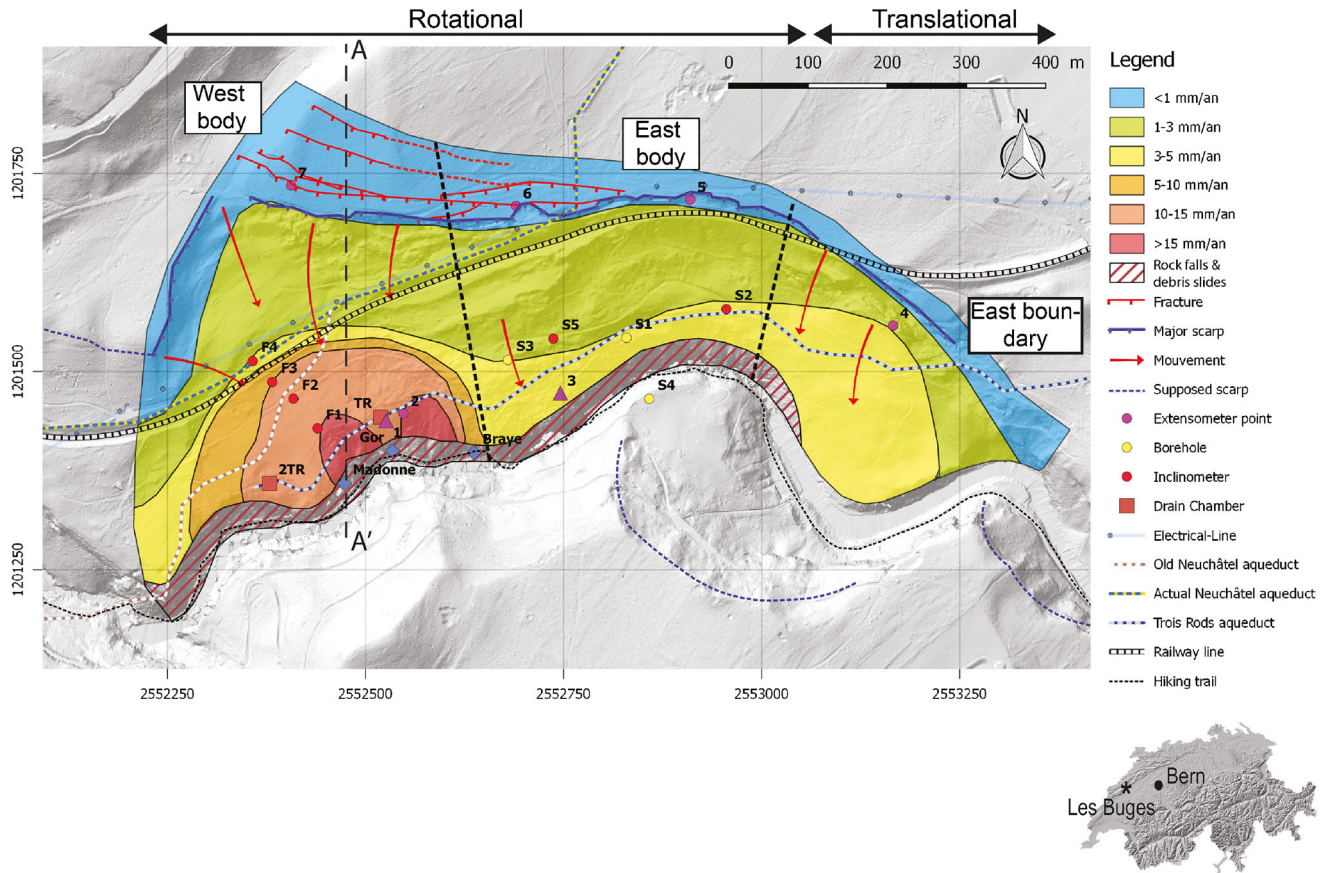 Rotational
Translational
A
0 100 200 300 400 m
West
body
East
body
N
1201750
7
6
5
East boun-
dary
S2
4
S5
S1
S3
1201500
F4
F3
F2
3
S4
TR
2
F1
Gor
1
Braye
2TR
Madonne
A'
1201250
2552250
2552500
2552750
2553000
2553250
Legend
<1 mm/an
1-3 mm/an
3-5 mm/an
5-10 mm/an
10-15 mm/an
>15 mm/an
Rock falls &
debris slides
Fracture
Major scarp
Mouvement
Supposed scarp
Extensometer point
Borehole
Inclinometer
Drain Chamber
Electrical-Line
Old Neuchâtel aqueduct
Actual Neuchâtel aqueduct
Trois Rods aqueduct
Railway line
Hiking trail
Bern
*
Les Buges